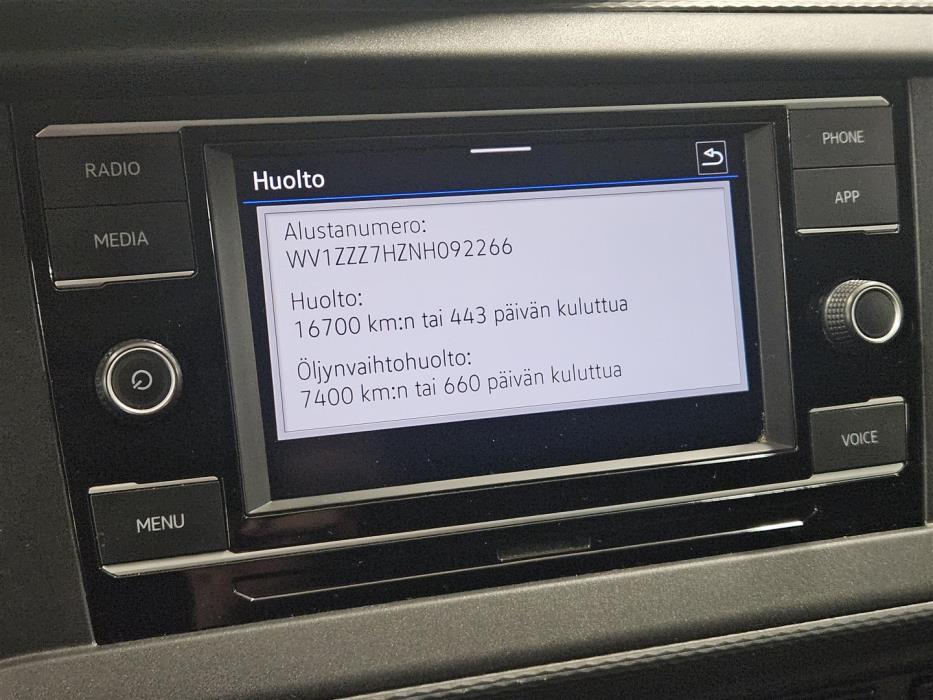 RADIO
MEDIA
MENU
Huolto
Alustanumero:
WV1ZZZ7HZNH092266
Huolto:
16700 km:n tai 443 päivän kuluttua
Öljynvaihtohuolto:
7400 km:n tai 660 päivän kuluttua
PHONE
APP
VOICE